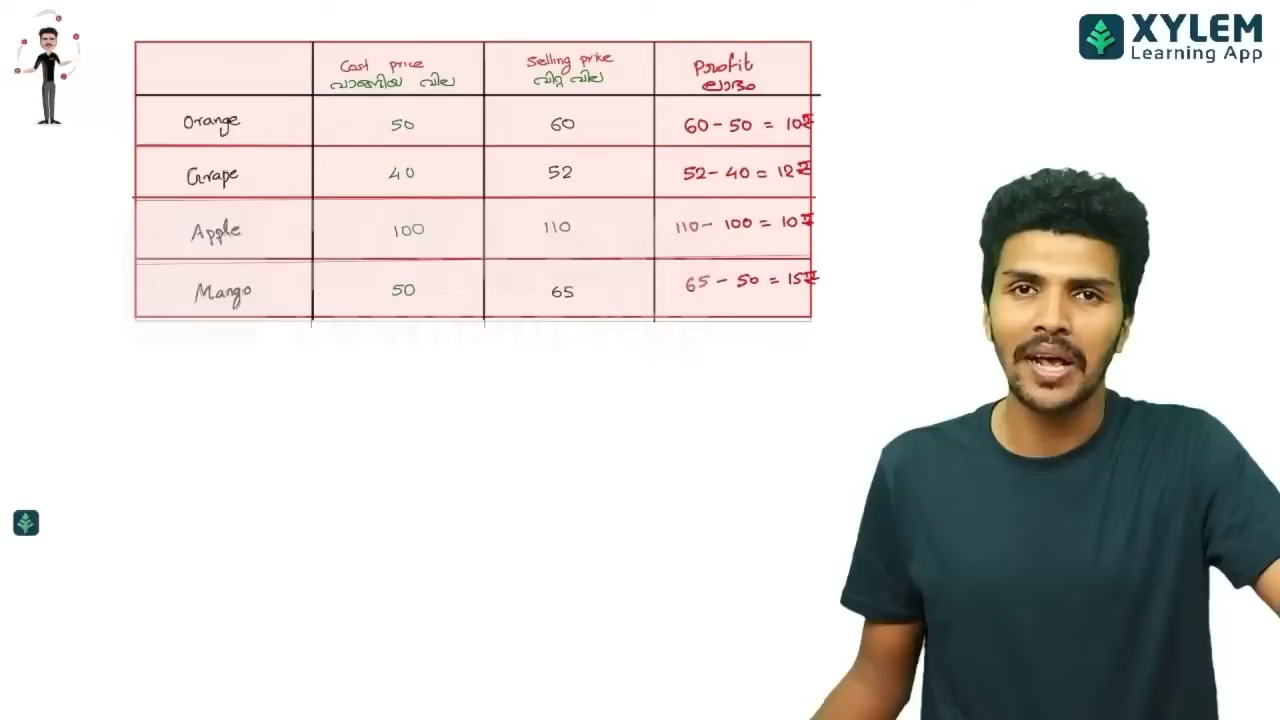 XYLEM
Learning App
Cost price
വാങ്ങിയ വില
Selling price
വിറ്റ വില
Profit
ലാഭം
Orange 50 60 60 - 50 = 10₹
Grape 40 52 52 - 40 = 12₹
Apple 100 110 110 - 100 = 10₹
Mango 50 65 65 - 50 = 15₹